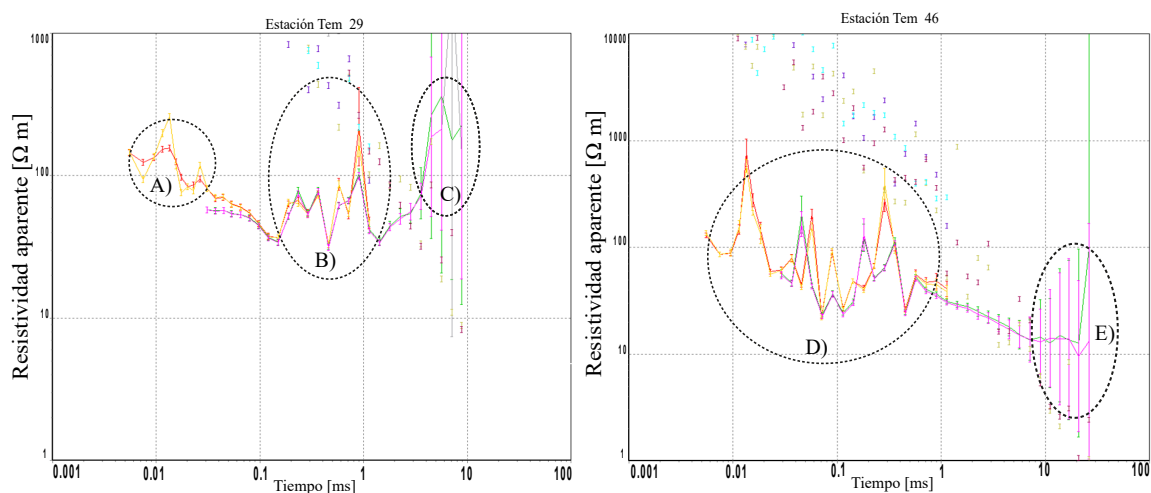 Estación Tem 29
Resistividad aparente [Ω m]
1000
100
10
1
A)
B)
C)
0.001
0.01
0.1
1
10
100
Tiempo [ms]
Estación Tem 46
Resistividad aparente [Ω m]
10000
1000
100
10
1
D)
E)
0.001
0.01
0.1
1
10
100
Tiempo [ms]